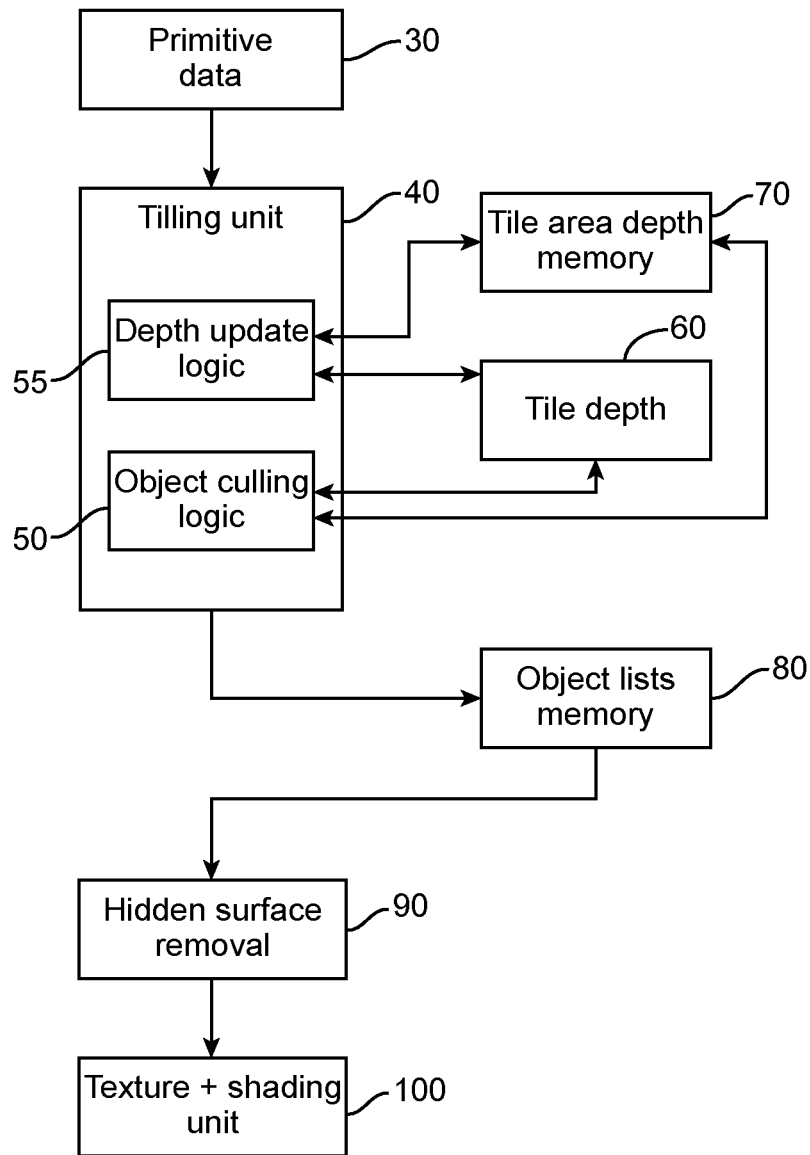 Primitive
data
30
Tilling unit
40
Tile area depth
memory
70
Depth update
logic
55
60
Tile depth
Object culling
logic
50
Object lists
memory
80
Hidden surface
removal
90
Texture + shading
unit
100